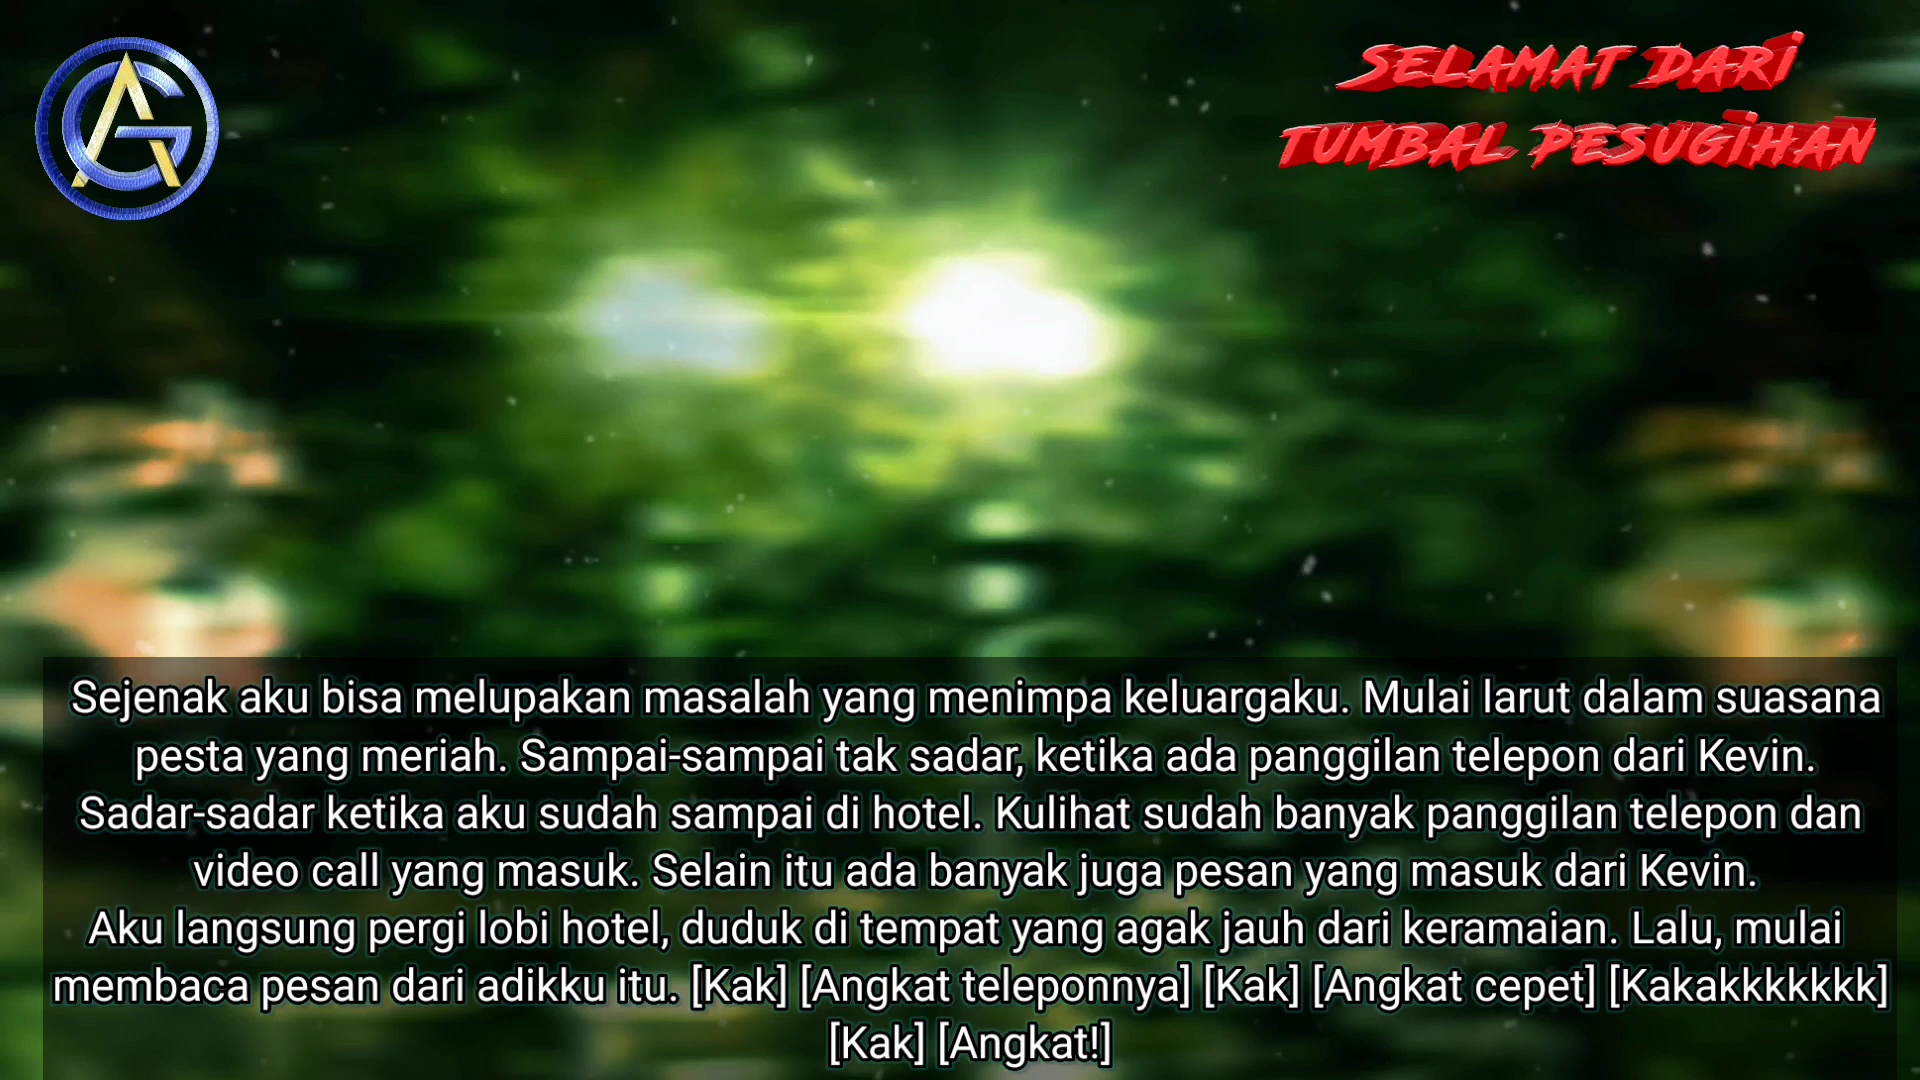 SELAMAT DARI
TUMBAL PESUGIHAN
Sejenak aku bisa melupakan masalah yang menimpa keluargaku. Mulai larut dalam suasana
pesta yang meriah. Sampai-sampai tak sadar, ketika ada panggilan telepon dari Kevin.
Sadar-sadar ketika aku sudah sampai di hotel. Kulihat sudah banyak panggilan telepon dan
video call yang masuk. Selain itu ada banyak juga pesan yang masuk dari Kevin.
Aku langsung pergi lobi hotel, duduk di tempat yang agak jauh dari keramaian. Lalu, mulai
membaca pesan dari adikku itu. [Kak] [Angkat teleponnya] [Kak] [Angkat cepet] [Kakakkkkkkk]
[Kak] [Angkat!]